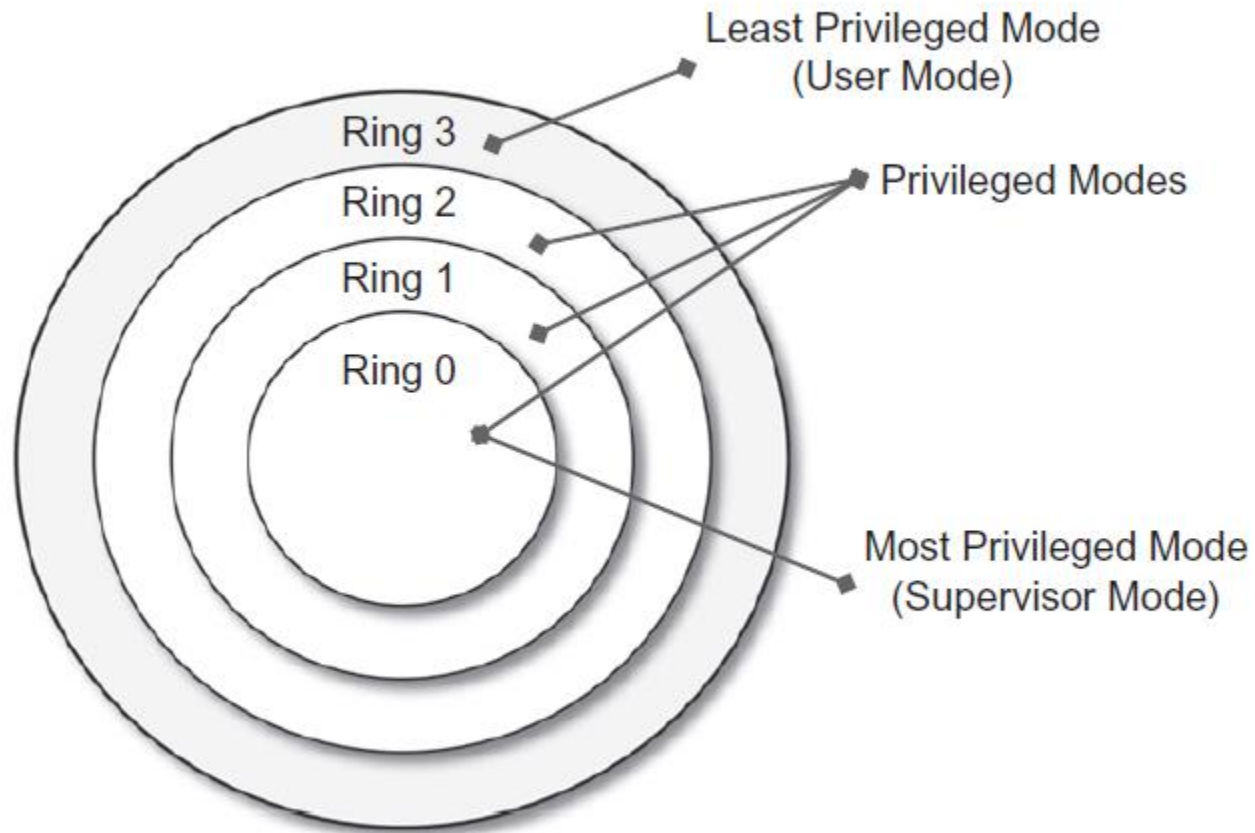 Least Privileged Mode
(User Mode)
Ring 3
Privileged Modes
Ring 2
Ring 1
Ring 0
Most Privileged Mode
(Supervisor Mode)